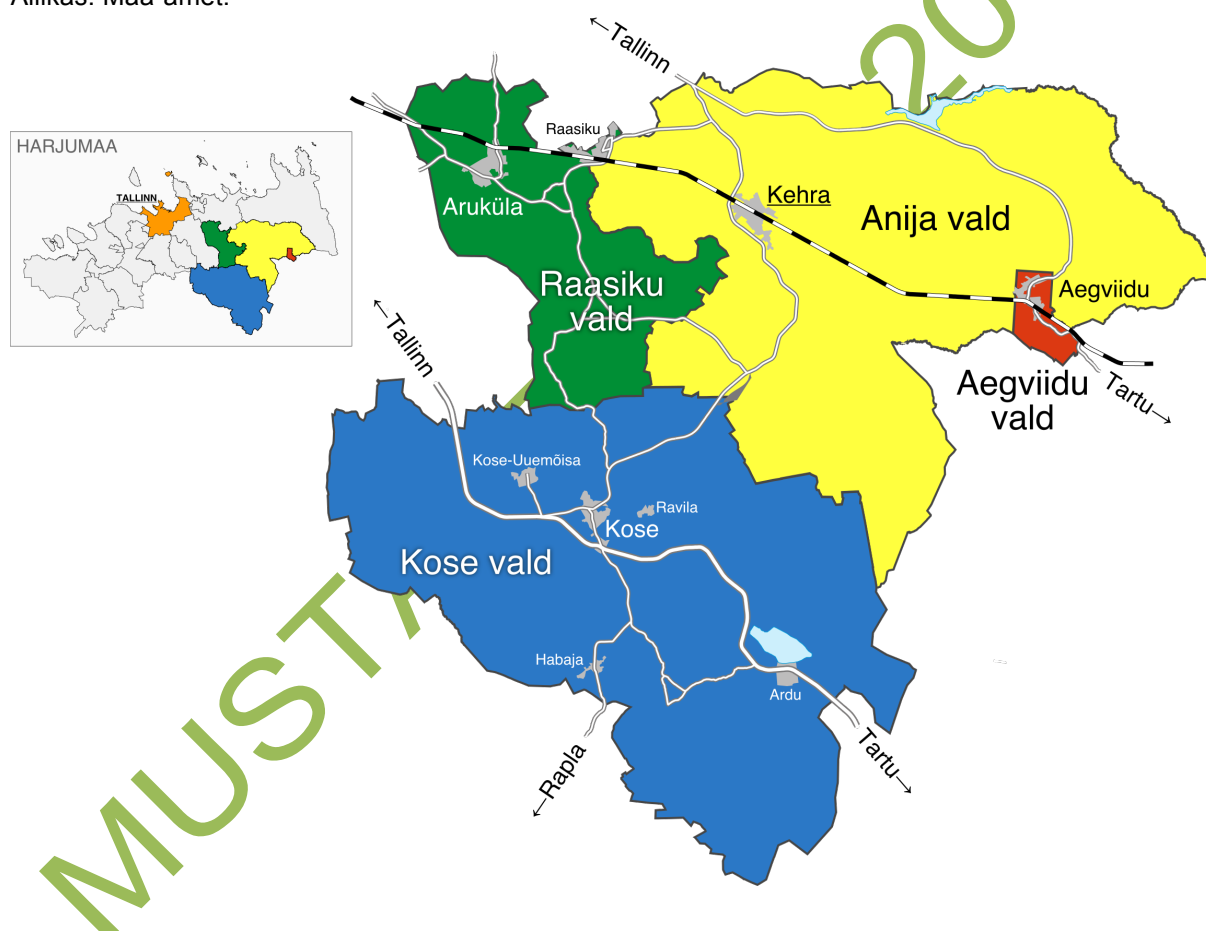 Allikas: Maa-amet.
20
←Tallinn
HARJUMAA
TALLINN
Raasiku
Kehra
Aruküla
Anija vald
Raasiku
vald
Aegviidu
←Tallinn
Aegviidu
vald
Tartu→
Kose-Uuemõisa
Ravila
Kose
Kose vald
Habaja
Ardu
←Rapla
Tartu→
MUSTA